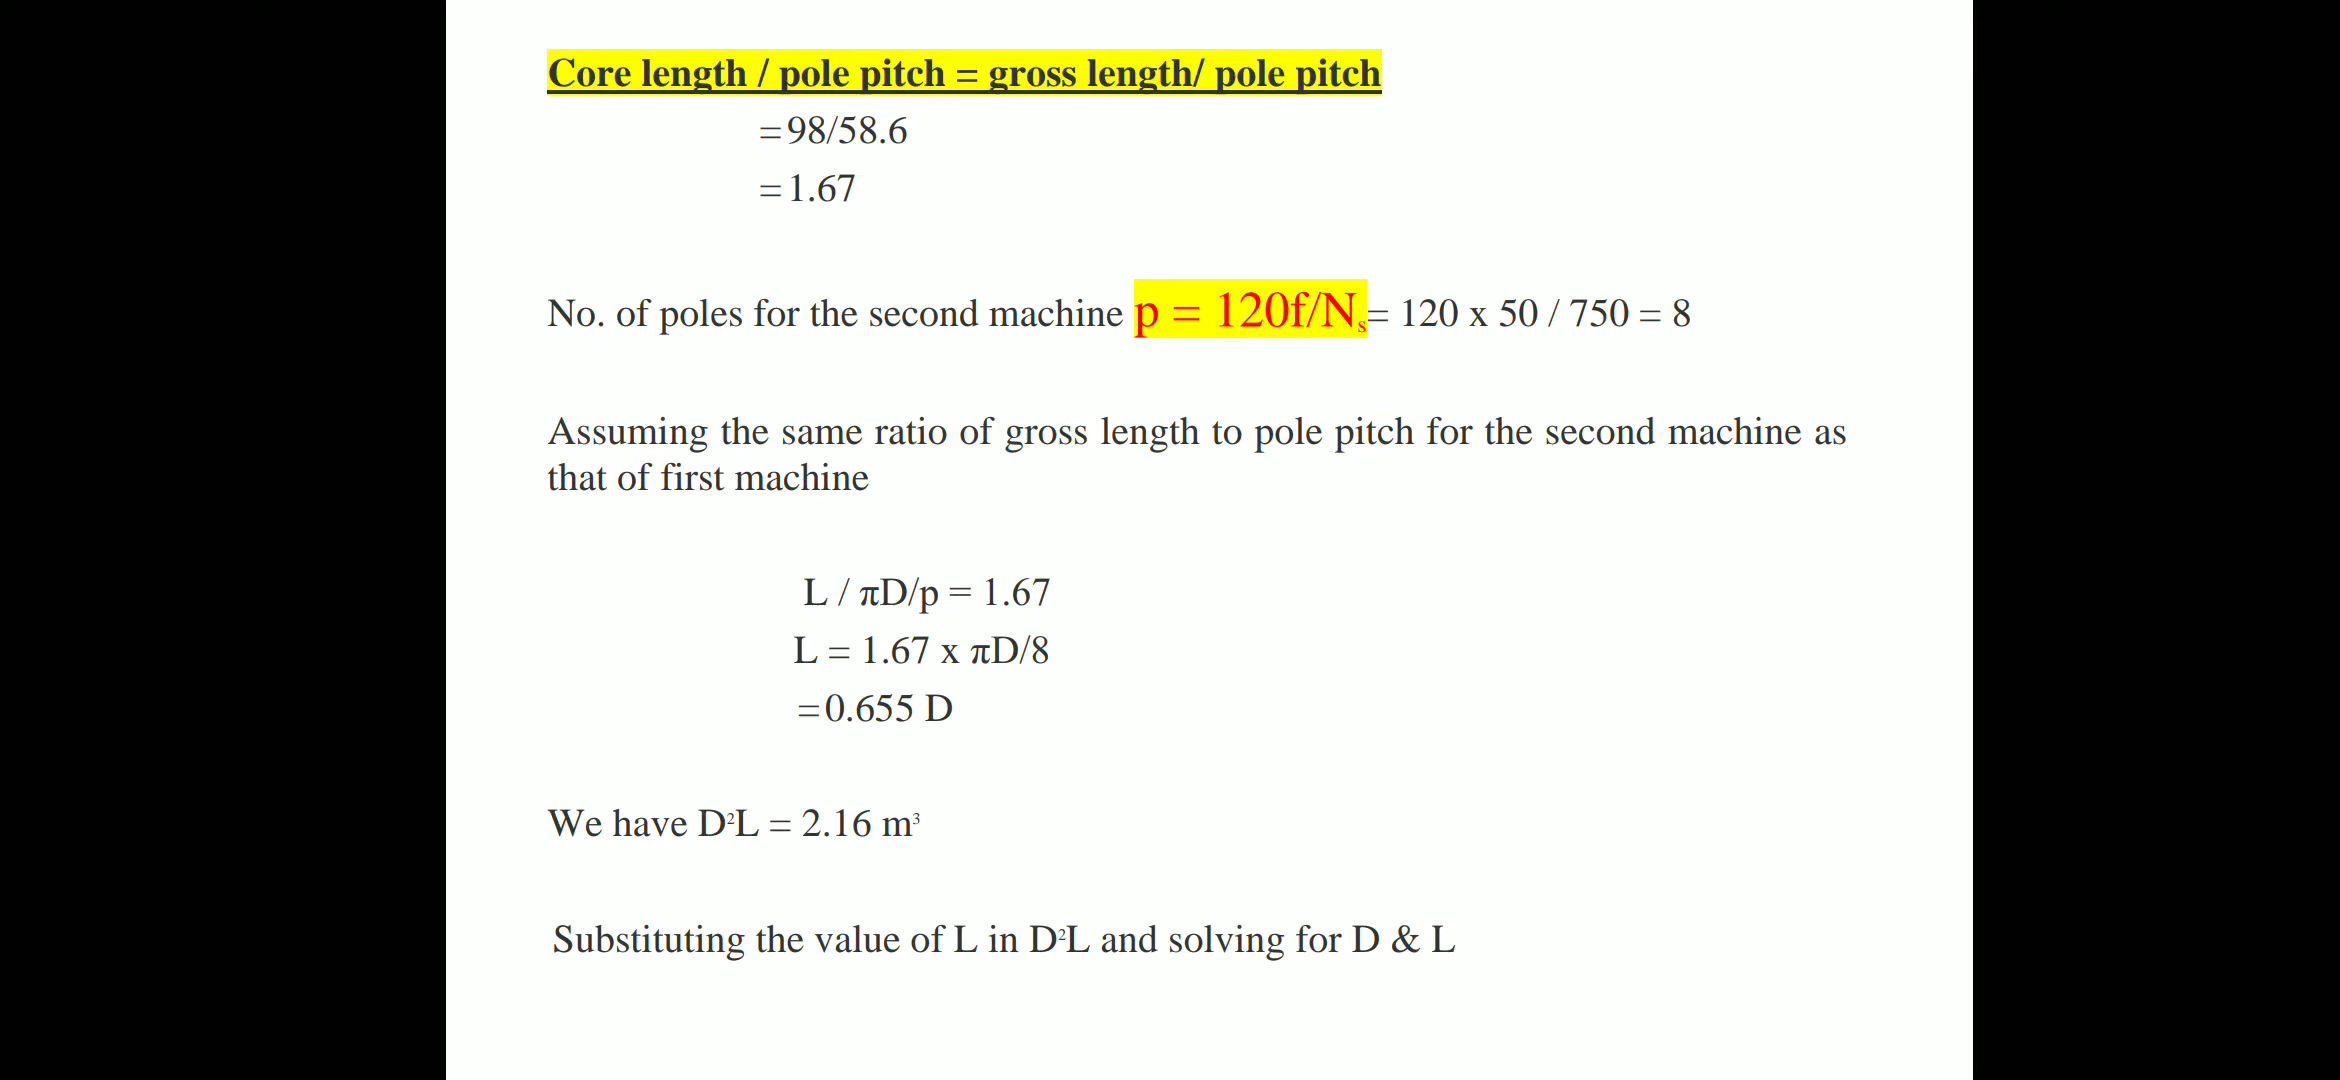 Core length / pole pitch = gross length/ pole pitch
=98/58.6
=1.67
No. of poles for the second machine p = 120f/Nₛ= 120 x 50 / 750 = 8
Assuming the same ratio of gross length to pole pitch for the second machine as
that of first machine
L / πD/p = 1.67
L = 1.67 x πD/8
=0.655 D
We have D²L = 2.16 m³
Substituting the value of L in D²L and solving for D & L